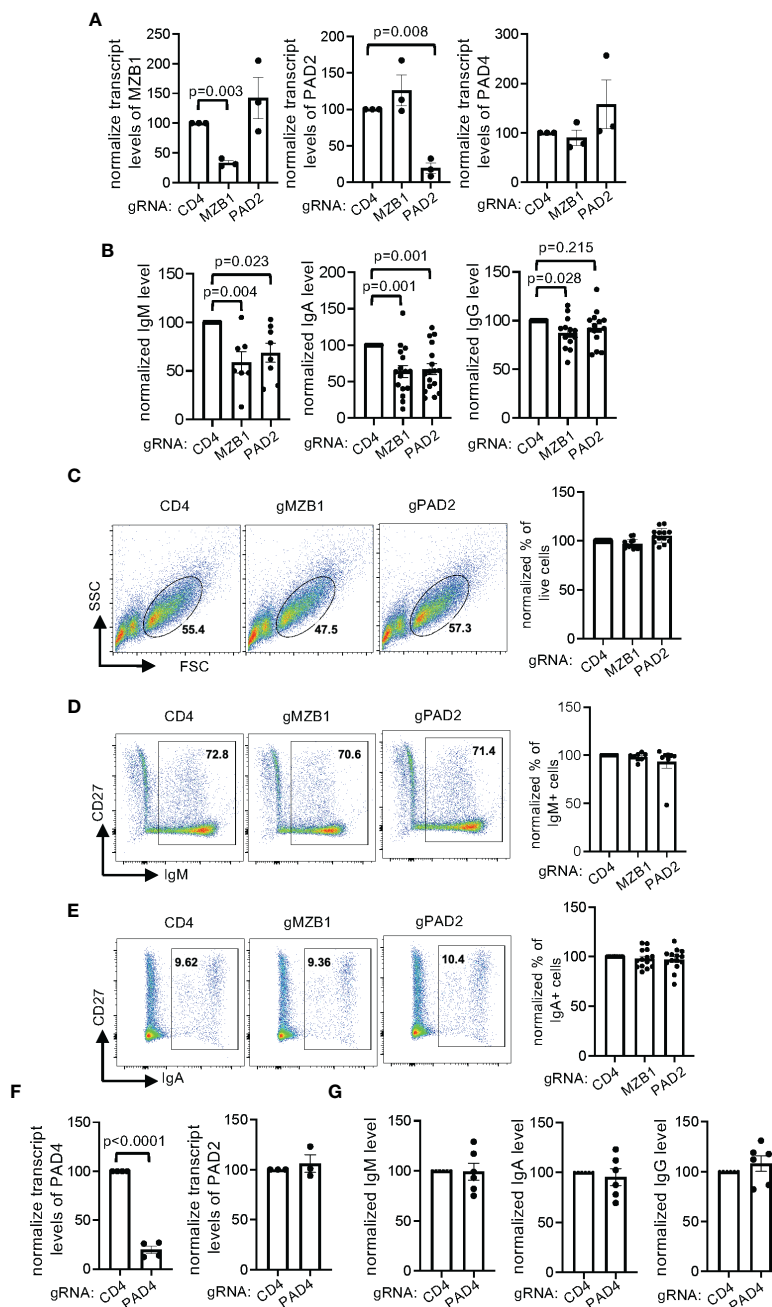 A
normalize transcript
levels of MZB1
250
200
150
100
50
0
p=0.003
gRNA: CD4 MZB1 PAD2
normalize transcript
levels of PAD2
200
150
100
50
0
p=0.008
CD4 MZB1 PAD2
normalize transcript
levels of PAD4
300
200
100
0
CD4 MZB1 PAD2
B
normalized IgM level
150
100
50
0
p=0.023
p=0.004
gRNA: CD4 MZB1 PAD2
normalized IgA level
200
150
100
50
0
p=0.001
p=0.001
CD4 MZB1 PAD2
normalized IgG level
150
100
50
0
p=0.215
p=0.028
gRNA: CD4 MZB1 PAD2
C
CD4 gMZB1 gPAD2
SSC
FSC
55.4 47.5 57.3
normalized % of
live cells
150
100
50
0
gRNA: CD4 MZB1 PAD2
D
CD4 gMZB1 gPAD2
CD27
IgM
72.8 70.6 71.4
normalized % of
IgM+ cells
150
100
50
0
gRNA: CD4 MZB1 PAD2
E
CD4 gMZB1 gPAD2
CD27
IgA
9.62 9.36 10.4
normalized % of
IgA+ cells
150
100
50
0
gRNA: CD4 MZB1 PAD2
F
normalize transcript
levels of PAD4
150
100
50
0
p<0.0001
gRNA: CD4 PAD4
normalize transcript
levels of PAD2
150
100
50
0
gRNA: CD4 PAD4
G
normalized IgM level
150
100
50
0
gRNA: CD4 PAD4
normalized IgA level
150
100
50
0
gRNA: CD4 PAD4
normalized IgG level
150
100
50
0
gRNA: CD4 PAD4